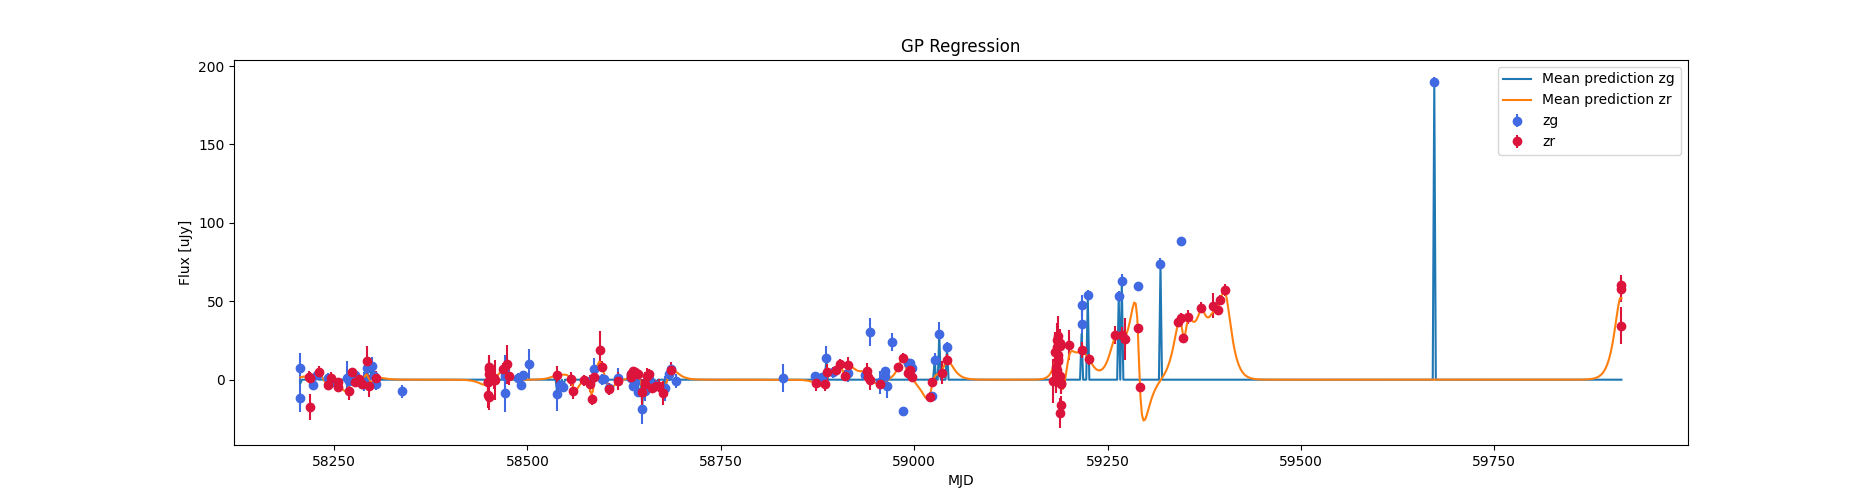 GP Regression
200
150
100
50
0
Flux [uJy]
Mean prediction zg
Mean prediction zr
zg
zr
58250
58500
58750
59000
59250
59500
59750
MJD